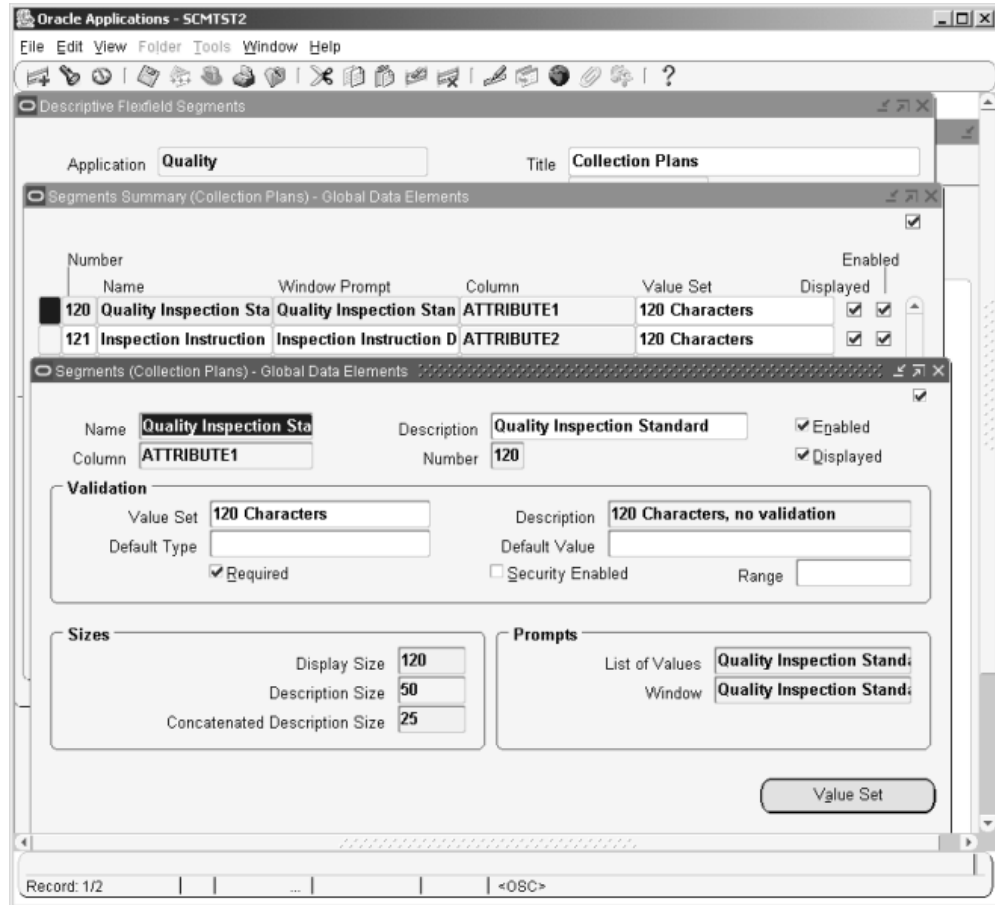 Oracle Applications - SCMTST2
File Edit View Folder Tools Window Help
Descriptive Flexfield Segments
Application Quality Title Collection Plans
Segments Summary (Collection Plans) - Global Data Elements
Number Enabled
Name Window Prompt Column Value Set Displayed
120 Quality Inspection Sta Quality Inspection Stan ATTRIBUTE1 120 Characters
121 Inspection Instruction Inspection Instruction D ATTRIBUTE2 120 Characters
Segments (Collection Plans) - Global Data Elements
Name Quality Inspection Sta Description Quality Inspection Standard Enabled
Column ATTRIBUTE1 Number 120 Displayed
Validation
Value Set 120 Characters Description 120 Characters, no validation
Default Type Default Value
Required Security Enabled Range
Sizes Prompts
Display Size 120 List of Values Quality Inspection Standa
Description Size 50 Window Quality Inspection Standa
Concatenated Description Size 25
Value Set
Record: 1/2 ... <OSC>